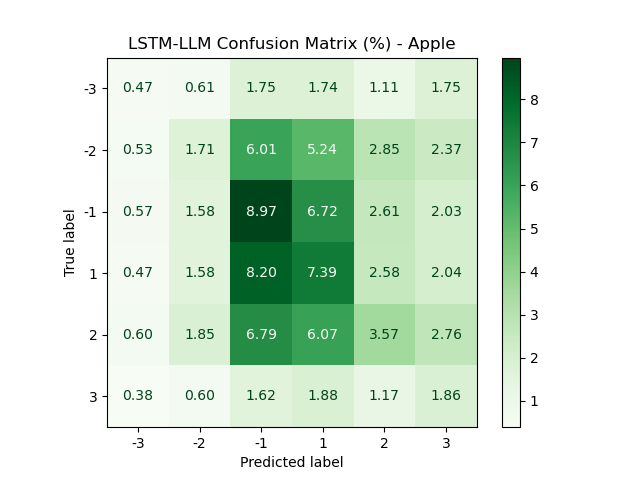 LSTM-LLM Confusion Matrix (%) - Apple
-3 0.47 0.61 1.75 1.74 1.11 1.75
-2 0.53 1.71 6.01 5.24 2.85 2.37
-1 0.57 1.58 8.97 6.72 2.61 2.03
1 0.47 1.58 8.20 7.39 2.58 2.04
2 0.60 1.85 6.79 6.07 3.57 2.76
3 0.38 0.60 1.62 1.88 1.17 1.86
-3 -2 -1 1 2 3
Predicted label
True label
8
7
6
5
4
3
2
1